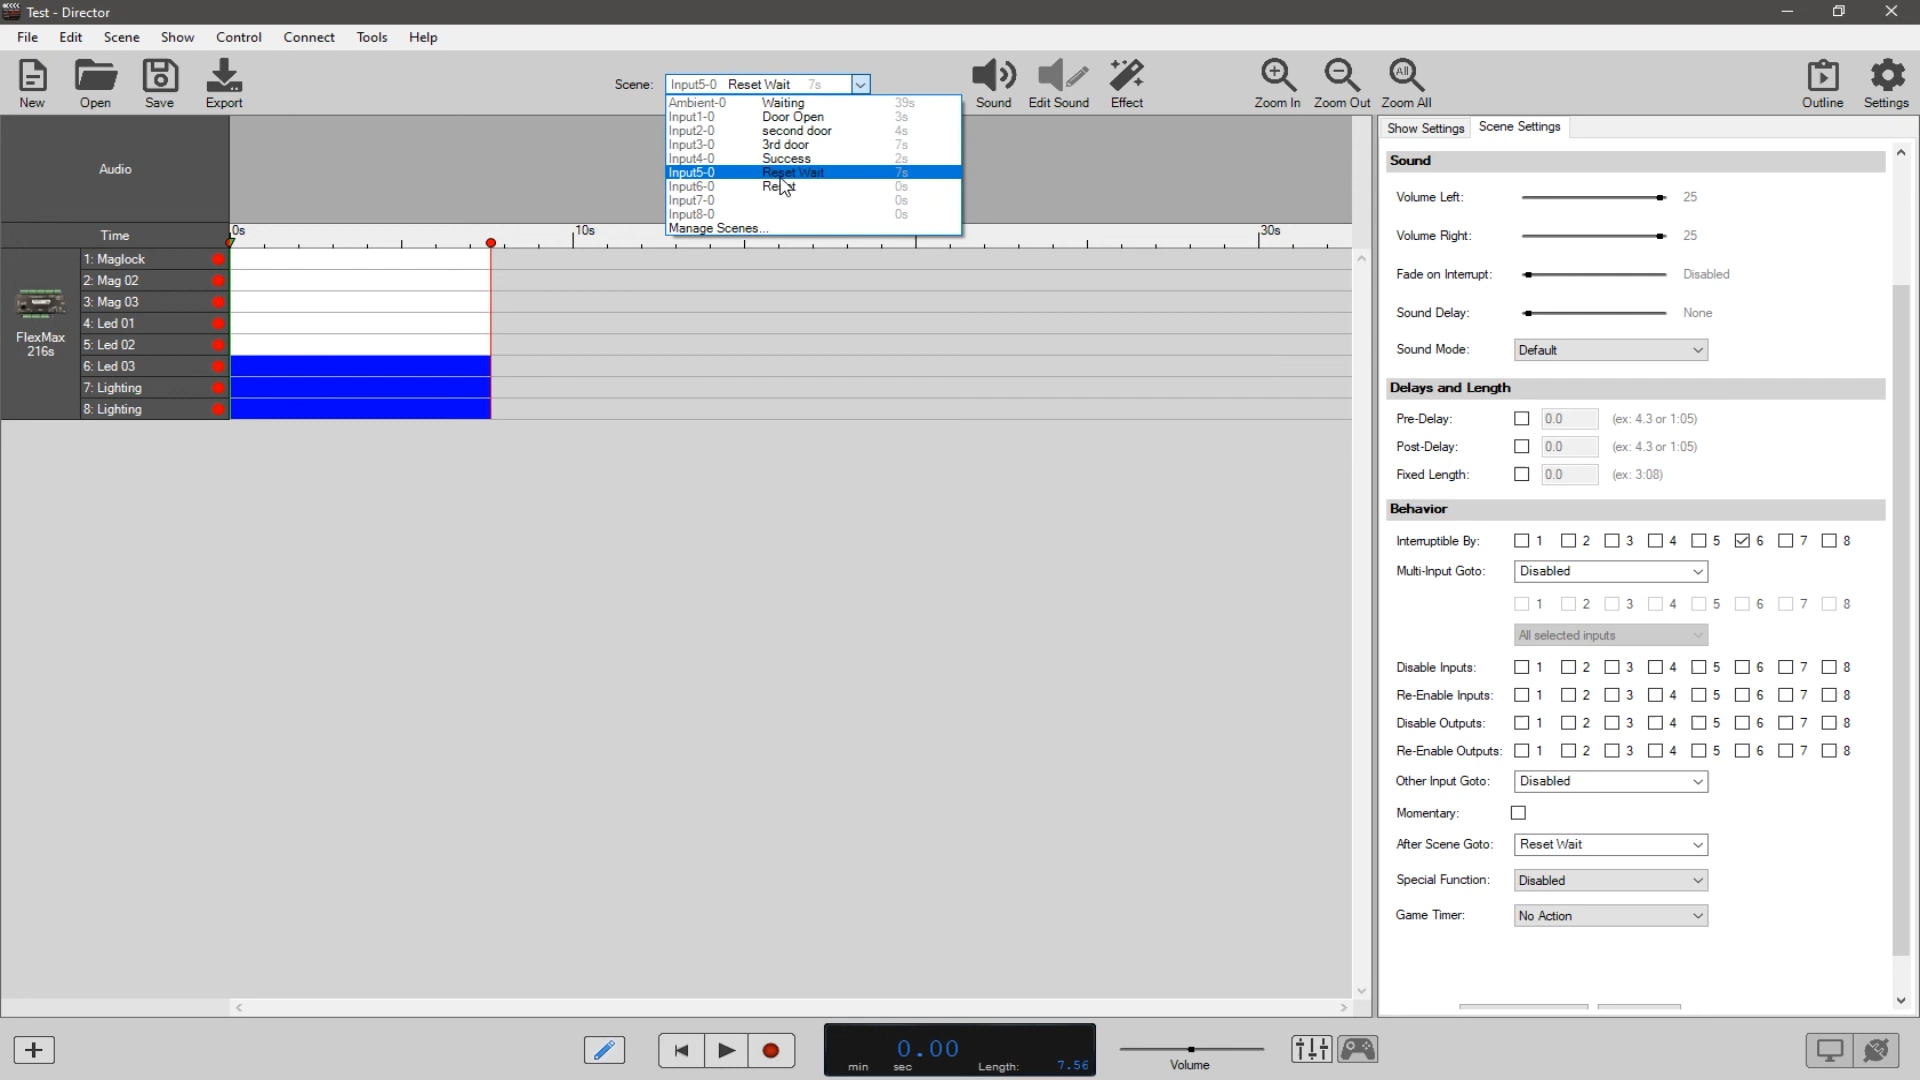 Test - Director
File Edit Scene Show Control Connect Tools Help
New Open Save Export
Scene: Input5-0 Reset Wait 7s
Sound Edit Sound Effect
Zoom In Zoom Out All Zoom All
Outline Settings
Ambient-0 Waiting 39s
Input1-0 Door Open 3s
Input2-0 second door 4s
Input3-0 3rd door 7s
Input4-0 Success 2s
Input5-0 Reset Wait 7s
Input6-0 Reset 0s
Input7-0 0s
Input8-0 0s
Manage Scenes...
Audio
Time 0s 10s 30s
FlexMax 216s
1: Maglock
2: Mag 02
3: Mag 03
4: Led 01
5: Led 02
6: Led 03
7: Lighting
8: Lighting
Show Settings Scene Settings
Sound
Volume Left: 25
Volume Right: 25
Fade on Interrupt: Disabled
Sound Delay: None
Sound Mode: Default
Delays and Length
Pre-Delay: 0.0 (ex: 4.3 or 1:05)
Post-Delay: 0.0 (ex: 4.3 or 1:05)
Fixed Length: 0.0 (ex: 3:08)
Behavior
Interruptible By: 1 2 3 4 5 6 7 8
Multi-Input Goto: Disabled
1 2 3 4 5 6 7 8
All selected inputs
Disable Inputs: 1 2 3 4 5 6 7 8
Re-Enable Inputs: 1 2 3 4 5 6 7 8
Disable Outputs: 1 2 3 4 5 6 7 8
Re-Enable Outputs: 1 2 3 4 5 6 7 8
Other Input Goto: Disabled
Momentary:
After Scene Goto: Reset Wait
Special Function: Disabled
Game Timer: No Action
0.00
min sec Length: 7.56
Volume